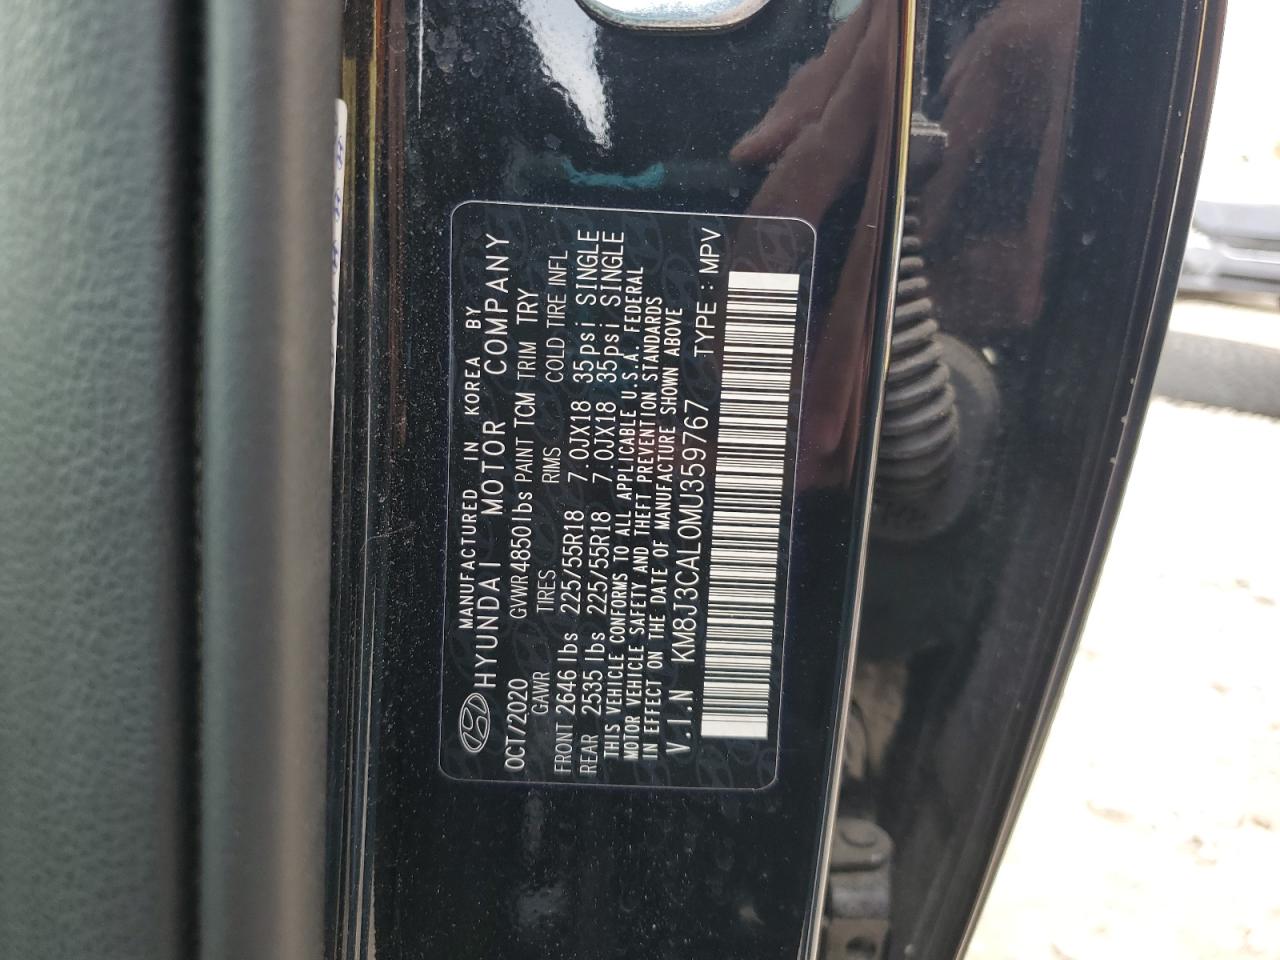 MANUFACTURED IN KOREA BY
HYUNDAI MOTOR COMPANY
OCT/2020 GVWR 4850lbs PAINT TCM TRIM TRY
GAWR TIRES RIMS COLD TIRE INFL
FRONT 2646 lbs 225/55R18 7.0JX18 35psi SINGLE
REAR 2535 lbs 225/55R18 7.0JX18 35psi SINGLE
THIS VEHICLE CONFORMS TO ALL APPLICABLE U.S.A. FEDERAL
MOTOR VEHICLE SAFETY AND THEFT PREVENTION STANDARDS
IN EFFECT ON THE DATE OF MANUFACTURE SHOWN ABOVE
V.I.N KM8J3CAL0MU359767 TYPE : MPV